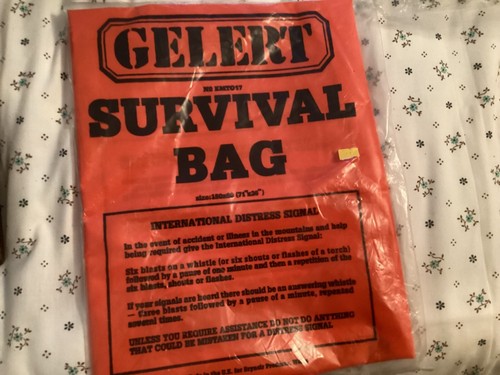 GELERT
SURVIVAL
BAG
INTERNATIONAL DISTRESS SIGNAL
In the event of accident or illness in the mountains and help
being required give the International Distress Signal:
Six blasts on a whistle (or six shouts or flashes of a torch)
followed by a pause of one minute and then a repetition of the
six blasts, shouts or flashes.
If your signals are heard there should be an answering whistle
— three blasts followed by a pause of a minute, repeated
several times.
UNLESS YOU REQUIRE ASSISTANCE DO NOT DO ANYTHING
THAT COULD BE MISTAKEN FOR A DISTRESS SIGNAL